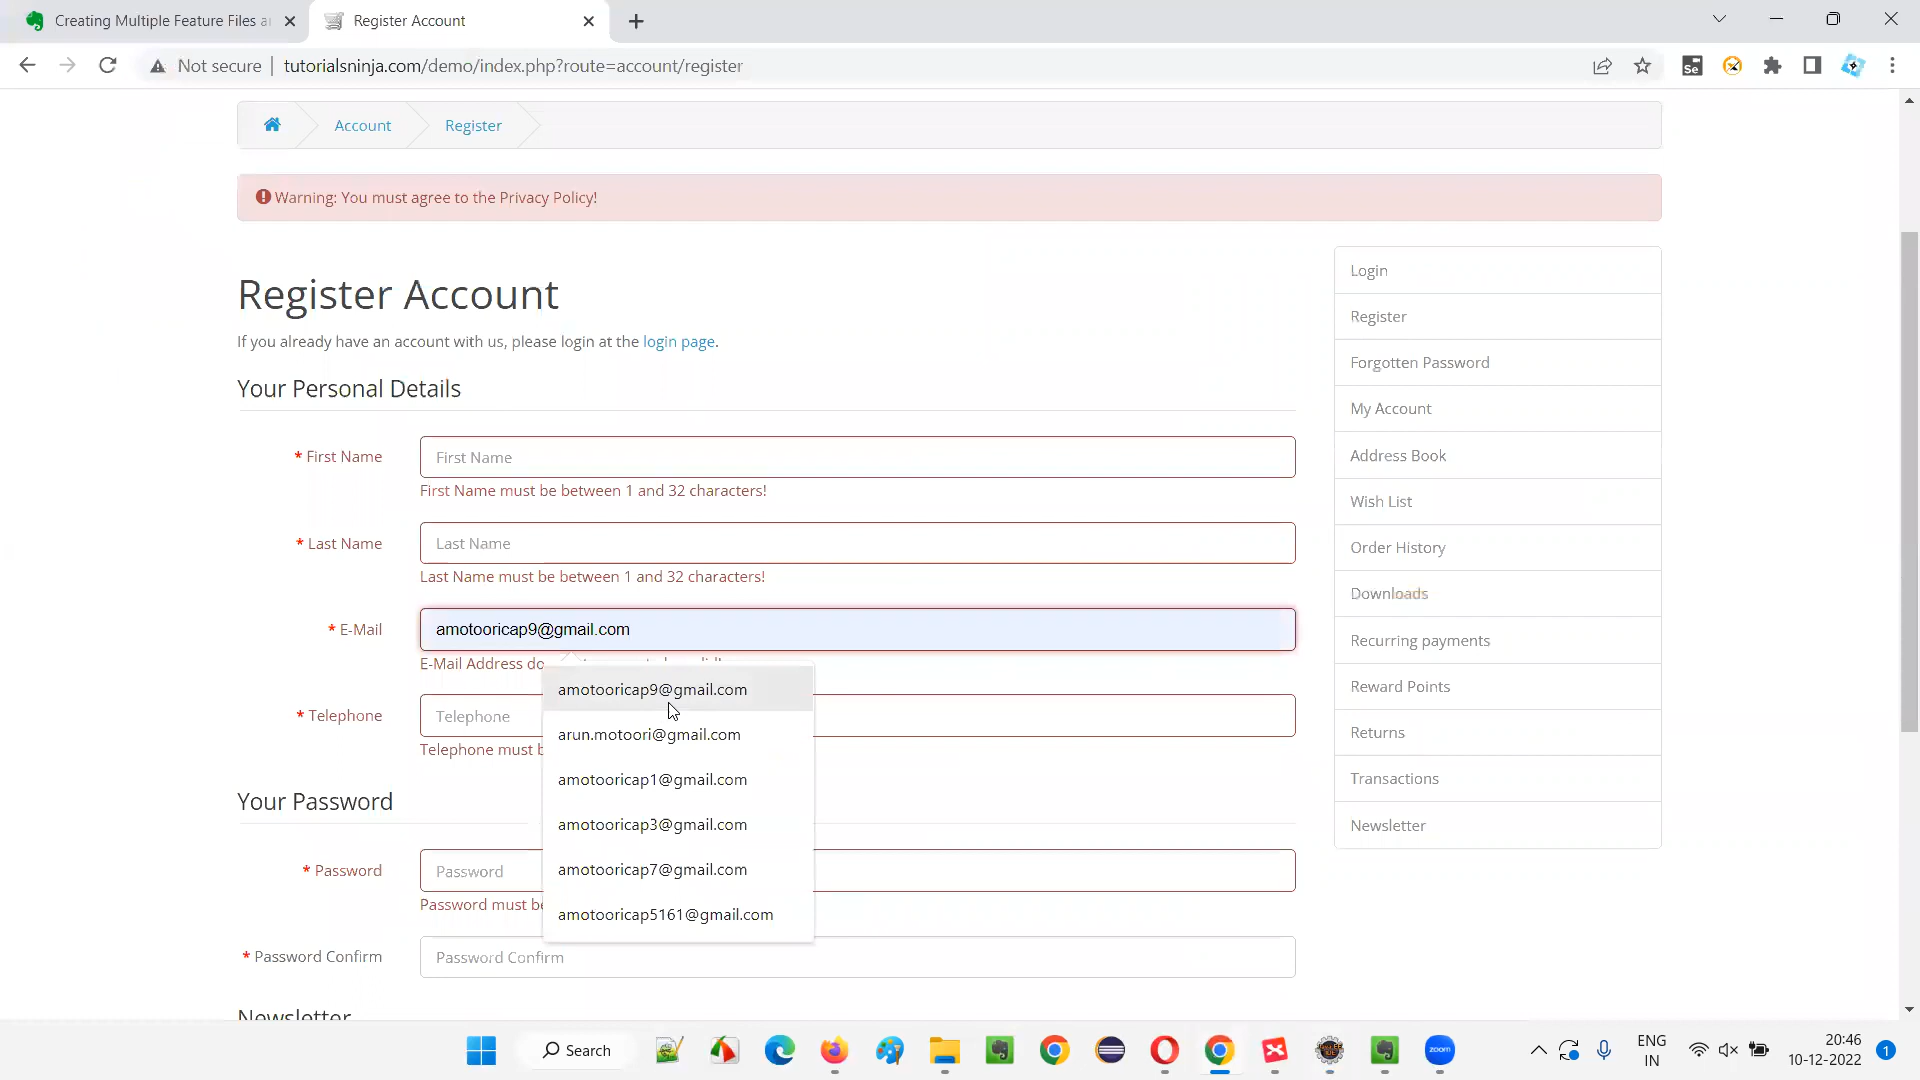 Creating Multiple Feature Files a
Register Account
Not secure
tutorialsninja.com/demo/index.php?route=account/register
Account
Register
Warning: You must agree to the Privacy Policy!
Register Account
If you already have an account with us, please login at the login page.
Your Personal Details
* First Name
First Name
First Name must be between 1 and 32 characters!
* Last Name
Last Name
Last Name must be between 1 and 32 characters!
* E-Mail
amotooricap9@gmail.com
E-Mail Address do
amotooricap9@gmail.com
arun.motoori@gmail.com
amotooricap1@gmail.com
amotooricap3@gmail.com
amotooricap7@gmail.com
amotooricap5161@gmail.com
* Telephone
Telephone
Telephone must b
Your Password
* Password
Password
Password must be
* Password Confirm
Password Confirm
Newsletter
Login
Register
Forgotten Password
My Account
Address Book
Wish List
Order History
Downloads
Recurring payments
Reward Points
Returns
Transactions
Newsletter
Search
zoom
ENG
IN
20:46
10-12-2022
1